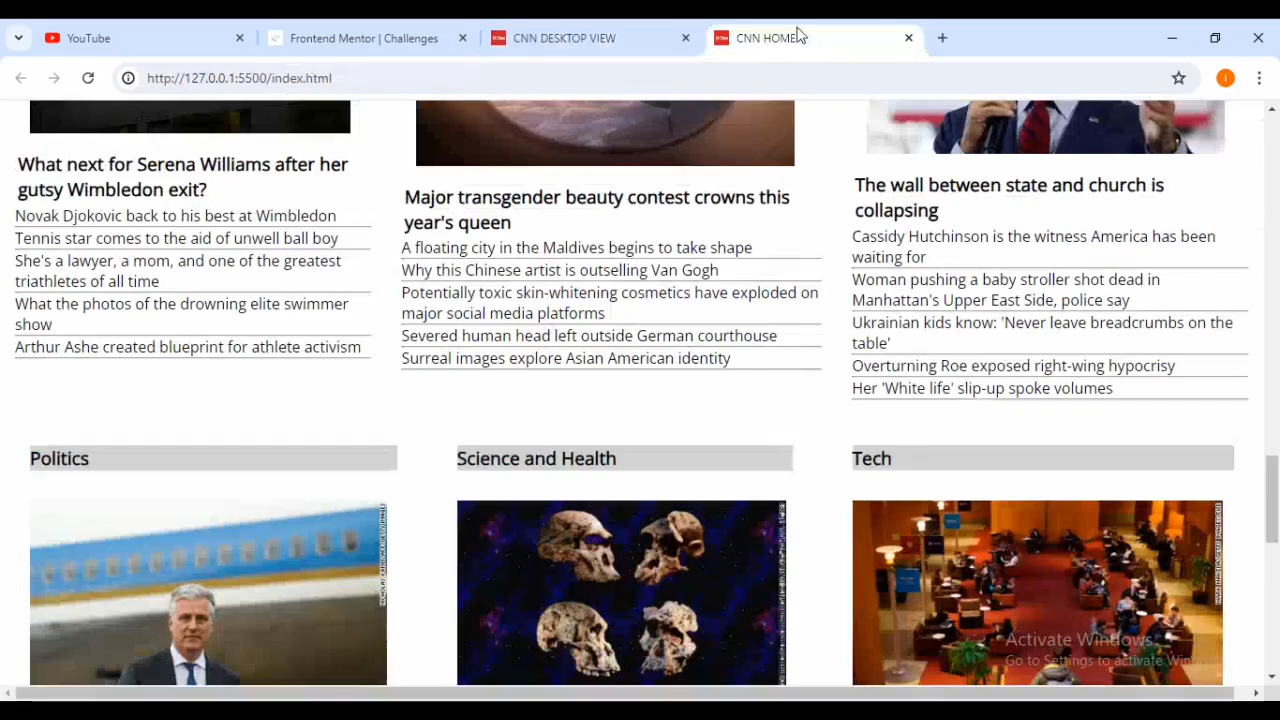 YouTube
Frontend Mentor | Challenges
CNN DESKTOP VIEW
CNN HOME
http://127.0.0.1:5500/index.html
What next for Serena Williams after her
gutsy Wimbledon exit?
Novak Djokovic back to his best at Wimbledon
Tennis star comes to the aid of unwell ball boy
She's a lawyer, a mom, and one of the greatest
triathletes of all time
What the photos of the drowning elite swimmer
show
Arthur Ashe created blueprint for athlete activism
Major transgender beauty contest crowns this
year's queen
A floating city in the Maldives begins to take shape
Why this Chinese artist is outselling Van Gogh
Potentially toxic skin-whitening cosmetics have exploded on
major social media platforms
Severed human head left outside German courthouse
Surreal images explore Asian American identity
The wall between state and church is
collapsing
Cassidy Hutchinson is the witness America has been
waiting for
Woman pushing a baby stroller shot dead in
Manhattan's Upper East Side, police say
Ukrainian kids know: 'Never leave breadcrumbs on the
table'
Overturning Roe exposed right-wing hypocrisy
Her 'White life' slip-up spoke volumes
Politics
Science and Health
Tech
Activate Windows
Go to Settings to activate Win